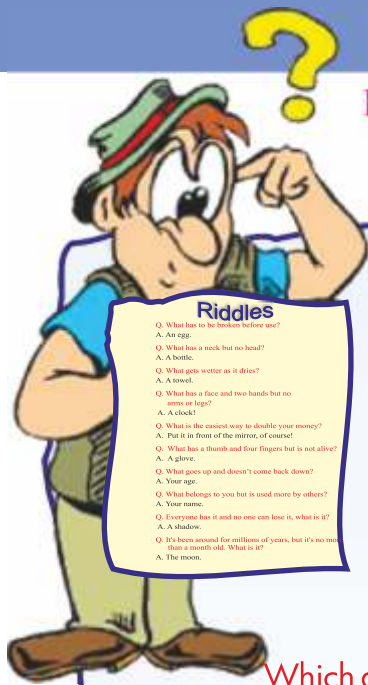 ?
Riddles
Q. What has to be broken before use?
A. An egg.
Q. What has a neck but no head?
A. A bottle.
Q. What gets wetter as it dries?
A. A towel.
Q. What has a face and two hands but no
arms or legs?
A. A clock!
Q. What is the easiest way to double your money?
A. Put it in front of the mirror, of course!
Q. What has a thumb and four fingers but is not alive?
A. A glove.
Q. What goes up and doesn't come back down?
A. Your age.
Q. What belongs to you but is used more by others?
A. Your name.
Q. Everyone has it and no one can lose it, what is it?
A. A shadow.
Q. It's been around for millions of years, but it's no mo
than a month old. What is it?
A. The moon.
Which